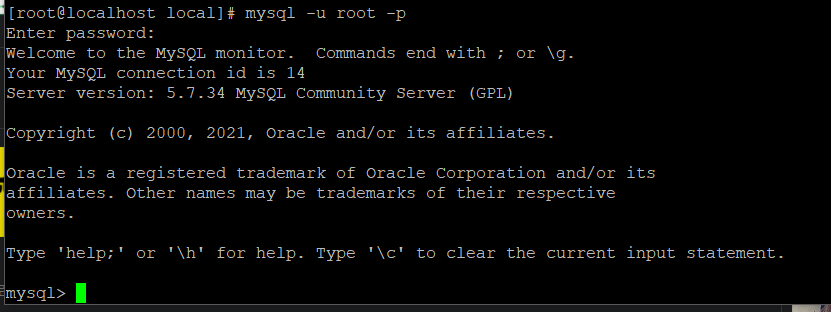 [root@localhost local]# mysql -u root -p
Enter password:
Welcome to the MySQL monitor.  Commands end with ; or \g.
Your MySQL connection id is 14
Server version: 5.7.34 MySQL Community Server (GPL)
Copyright (c) 2000, 2021, Oracle and/or its affiliates.
Oracle is a registered trademark of Oracle Corporation and/or its
affiliates. Other names may be trademarks of their respective
owners.
Type 'help;' or '\h' for help. Type '\c' to clear the current input statement.
mysql>